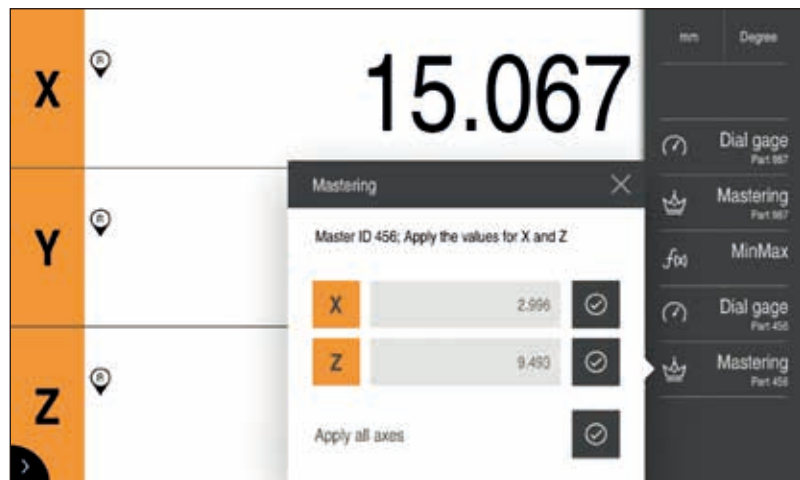 X
R
15.067
Y
R
Z
R
mm
Degree
Dial gage
Part 987
Mastering
Part 987
f(x)
MinMax
Dial gage
Part 456
Mastering
Part 456
Mastering
Master ID 456; Apply the values for X and Z
X
2.996
Z
9.493
Apply all axes